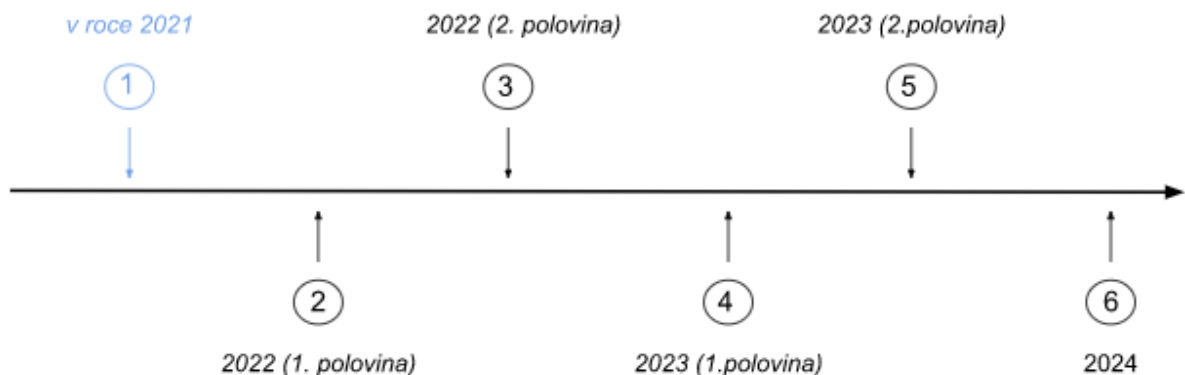 v roce 2021
2022 (2. polovina)
2023 (2.polovina)
1
3
5
2
4
6
2022 (1. polovina)
2023 (1.polovina)
2024